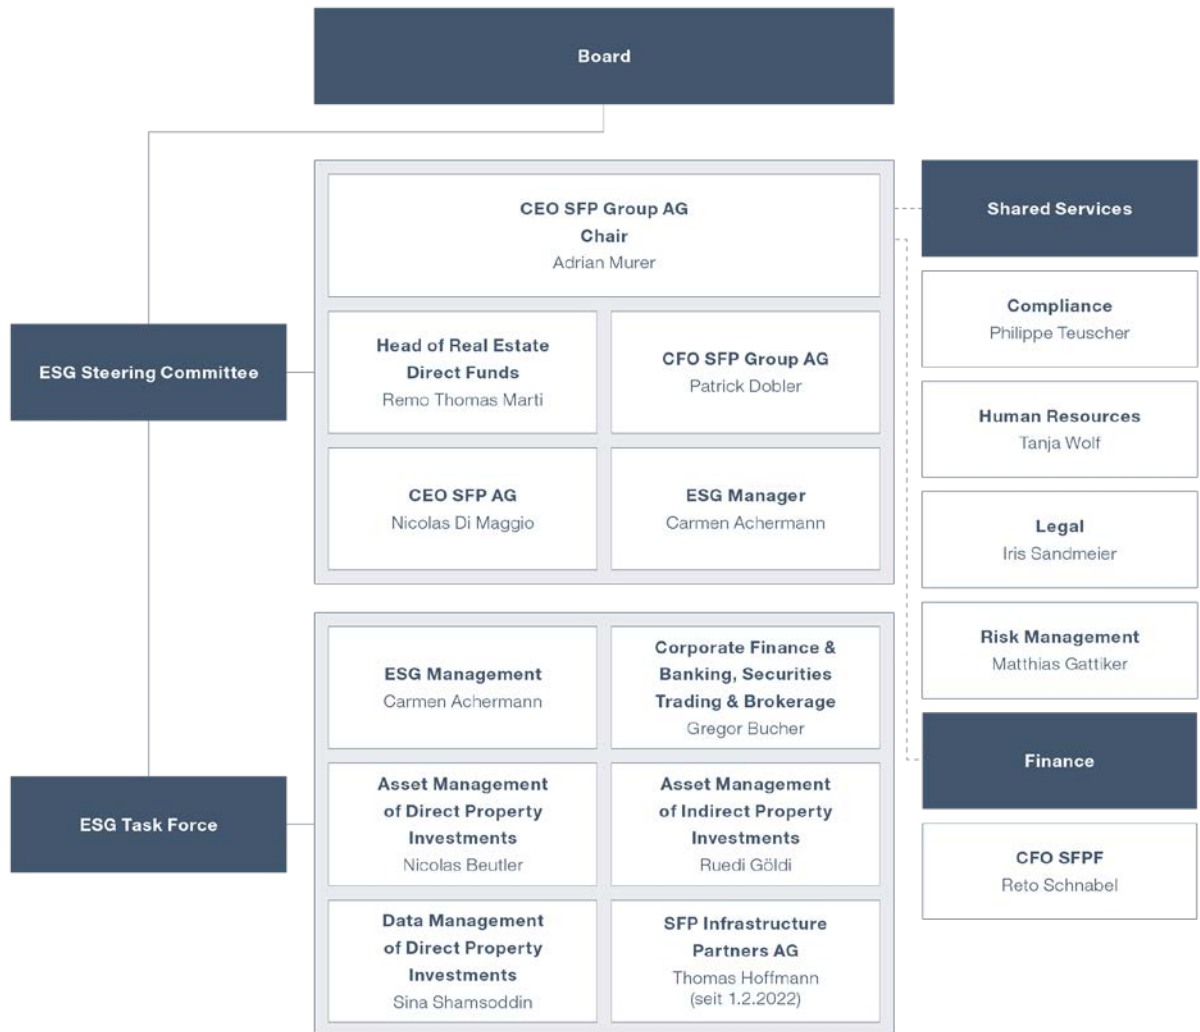 Board
CEO SFP Group AG
Chair
Adrian Murer
Shared Services
Compliance
Philippe Teuscher
ESG Steering Committee
Head of Real Estate
Direct Funds
Remo Thomas Marti
CFO SFP Group AG
Patrick Dobler
Human Resources
Tanja Wolf
CEO SFP AG
Nicolas Di Maggio
ESG Manager
Carmen Achermann
Legal
Iris Sandmeier
Risk Management
Matthias Gattiker
ESG Management
Carmen Achermann
Corporate Finance &
Banking, Securities
Trading & Brokerage
Gregor Bucher
Finance
ESG Task Force
Asset Management
of Direct Property
Investments
Nicolas Beutler
Asset Management
of Indirect Property
Investments
Ruedi Göldi
CFO SFPF
Reto Schnabel
Data Management
of Direct Property
Investments
Sina Shamsoddin
SFP Infrastructure
Partners AG
Thomas Hoffmann
(seit 1.2.2022)